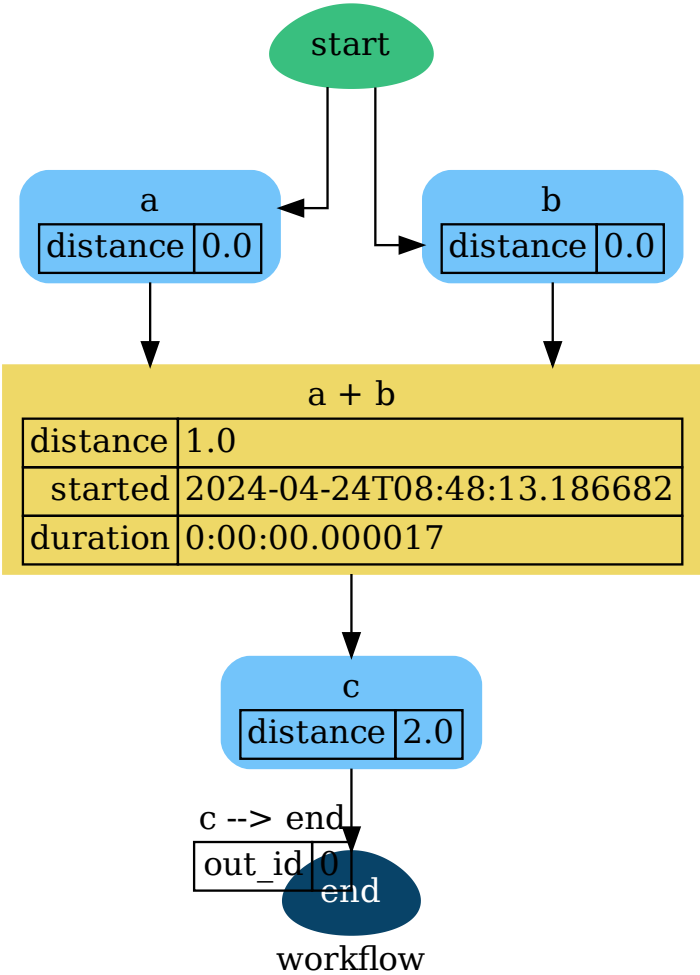 start
a
distance 0.0
b
distance 0.0
a + b
distance 1.0
started 2024-04-24T08:48:13.186682
duration 0:00:00.000017
c
distance 2.0
c --> end
out_id 0
end
workflow